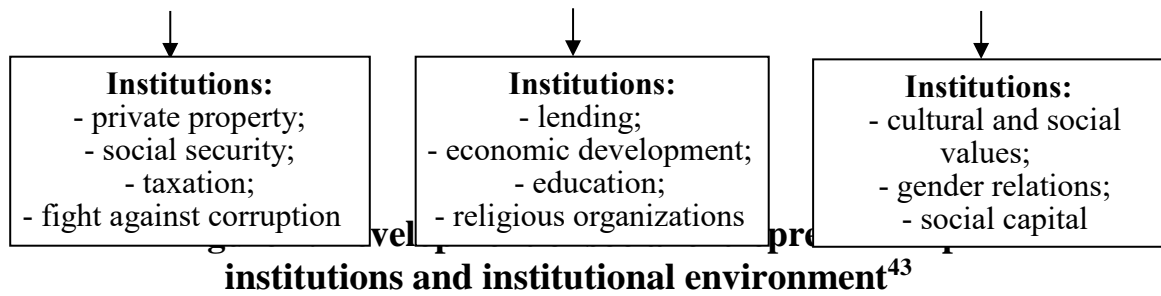 Institutions:
- private property;
- social security;
- taxation;
- fight against corruption
Institutions:
- lending;
- economic development;
- education;
- religious organizations
Institutions:
- cultural and social
values;
- gender relations;
- social capital
institutions and institutional environment43